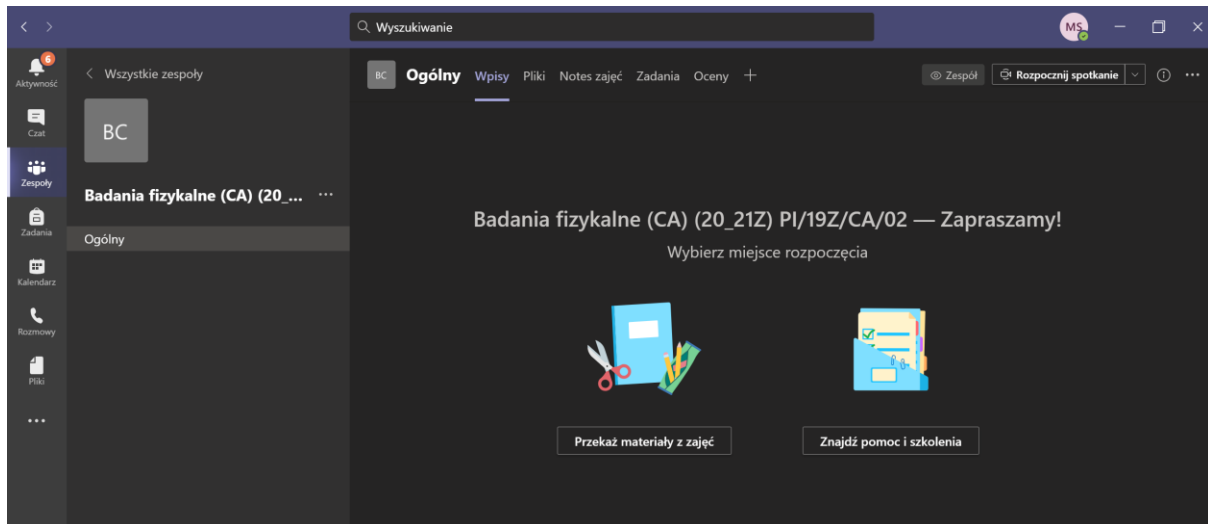 Wyszukiwanie
MS
6
Aktywność
Czat
Zespoły
Zadania
Kalendarz
Rozmowy
Pliki
Wszystkie zespoły
BC
Badania fizykalne (CA) (20_...
Ogólny
BC Ogólny Wpisy Pliki Notes zajęć Zadania Oceny
Zespół Rozpocznij spotkanie
Badania fizykalne (CA) (20_21Z) PI/19Z/CA/02 — Zapraszamy!
Wybierz miejsce rozpoczęcia
Przekaż materiały z zajęć
Znajdź pomoc i szkolenia